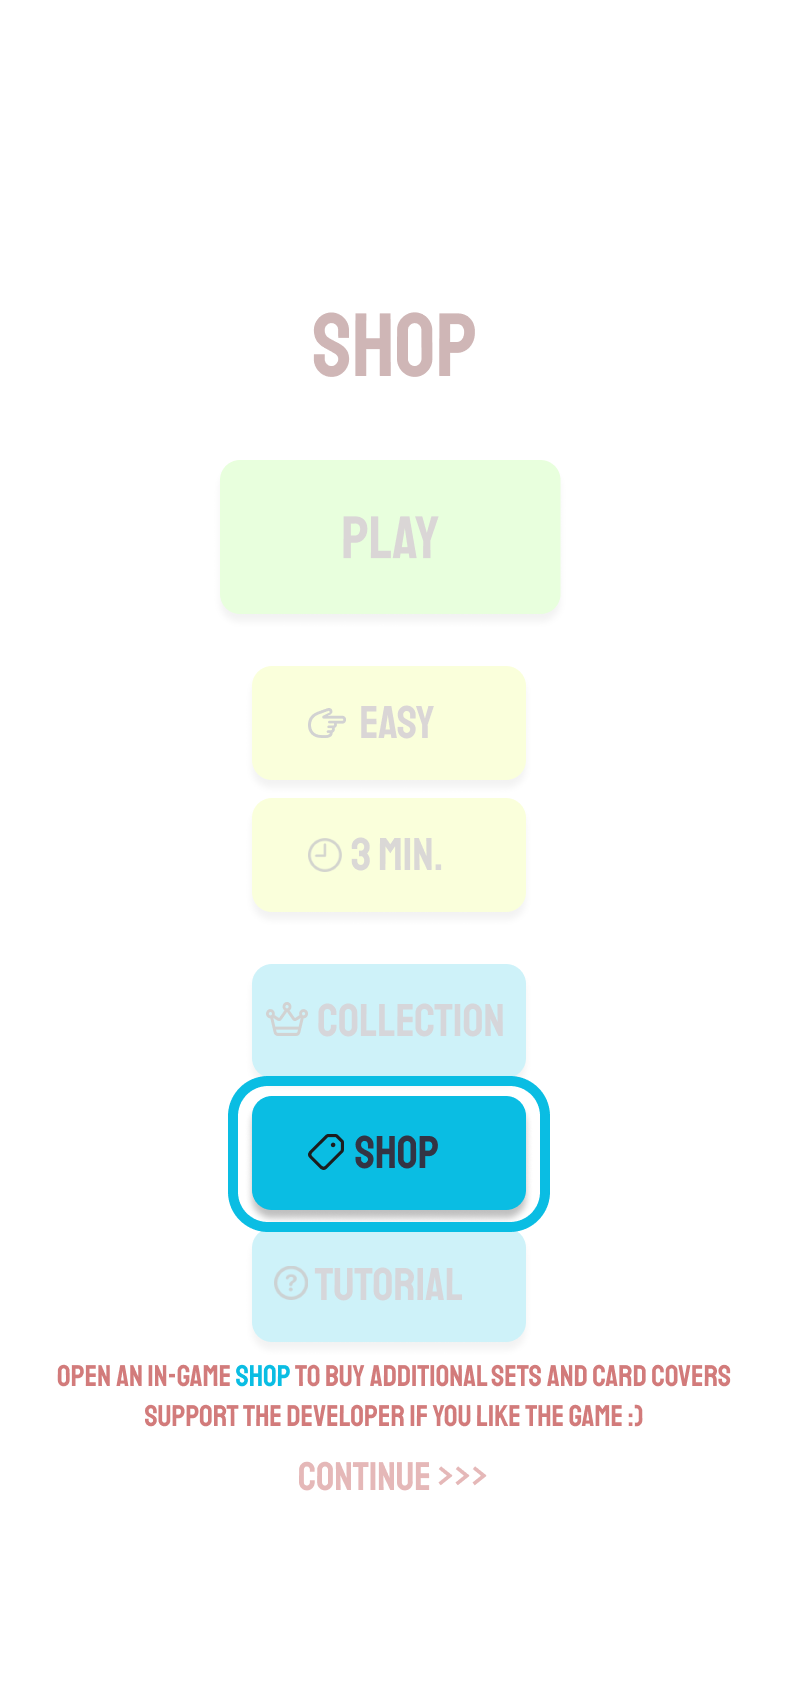 SHOP
PLAY
EASY
3 MIN.
COLLECTION
SHOP
TUTORIAL
OPEN AN IN-GAME SHOP TO BUY ADDITIONAL SETS AND CARD COVERS
SUPPORT THE DEVELOPER IF YOU LIKE THE GAME :)
CONTINUE >>>